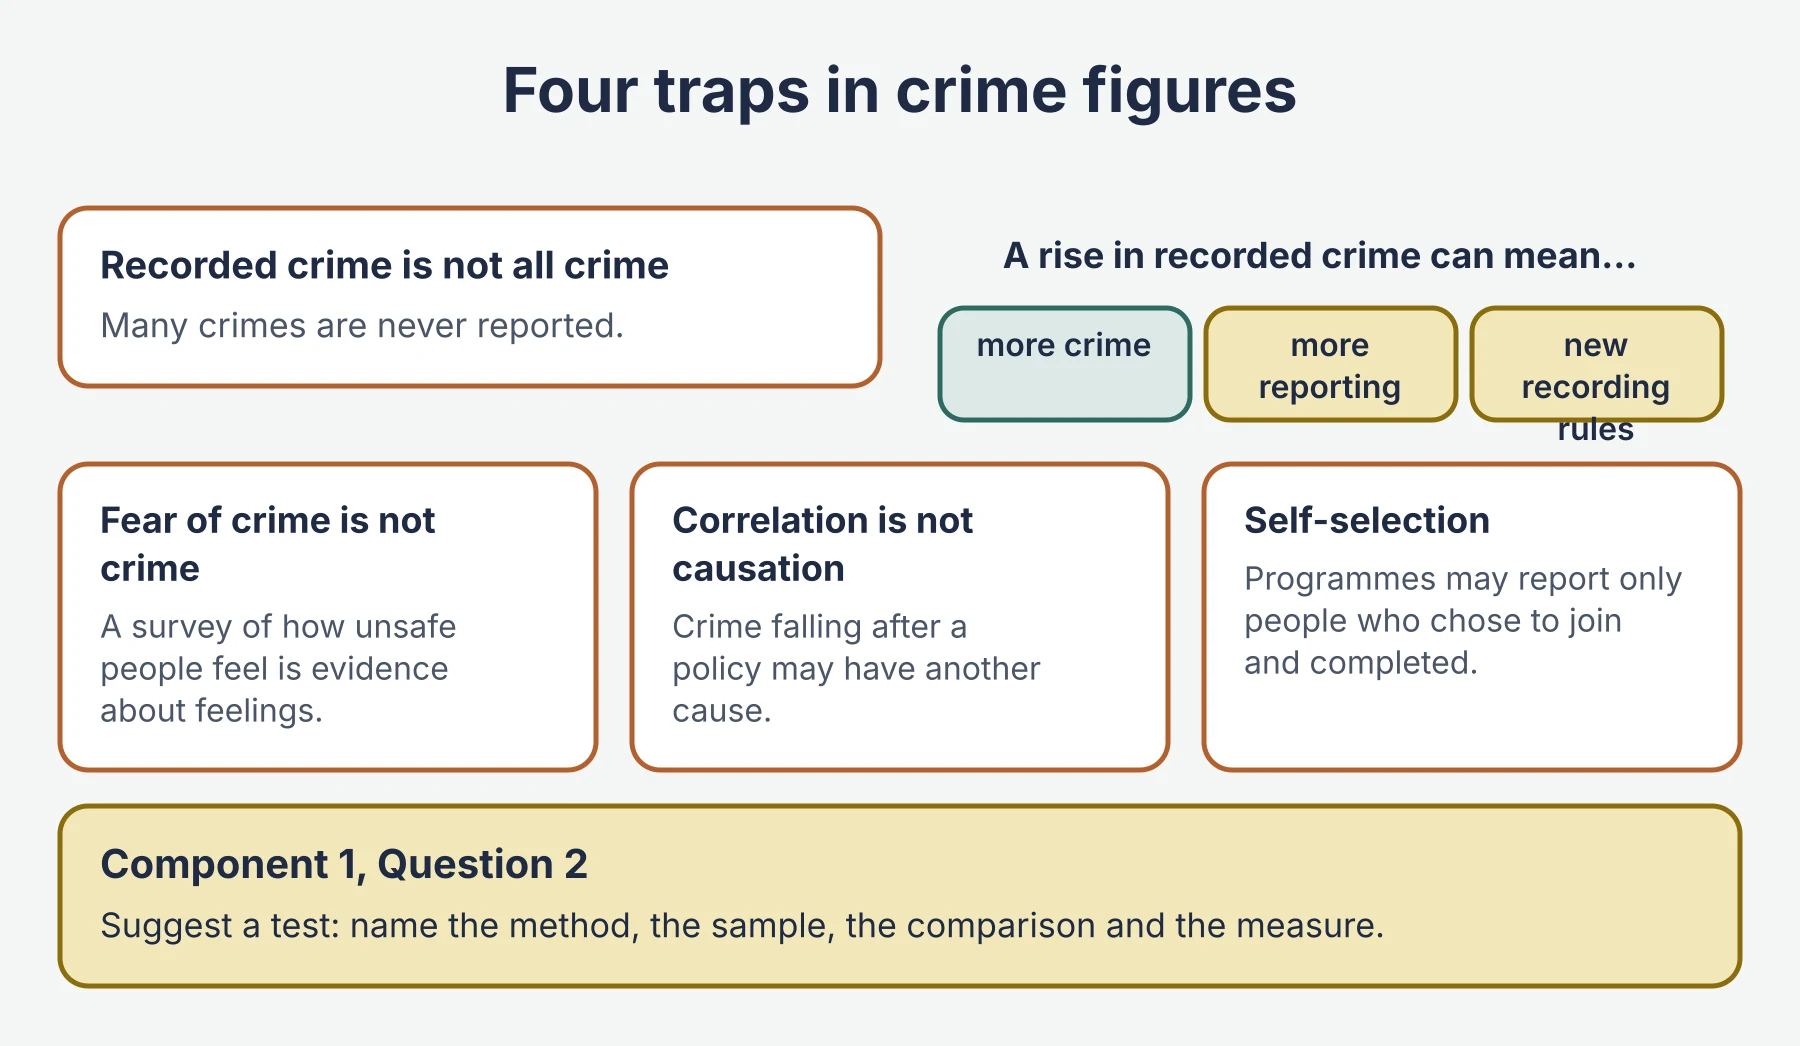 Four traps in crime figures
Recorded crime is not all crime
Many crimes are never reported.
A rise in recorded crime can mean...
more crime
more
reporting
new
recording
rules
Fear of crime is not
crime
A survey of how unsafe
people feel is evidence
about feelings.
Correlation is not
causation
Crime falling after a
policy may have another
cause.
Self-selection
Programmes may report only
people who chose to join
and completed.
Component 1, Question 2
Suggest a test: name the method, the sample, the comparison and the measure.